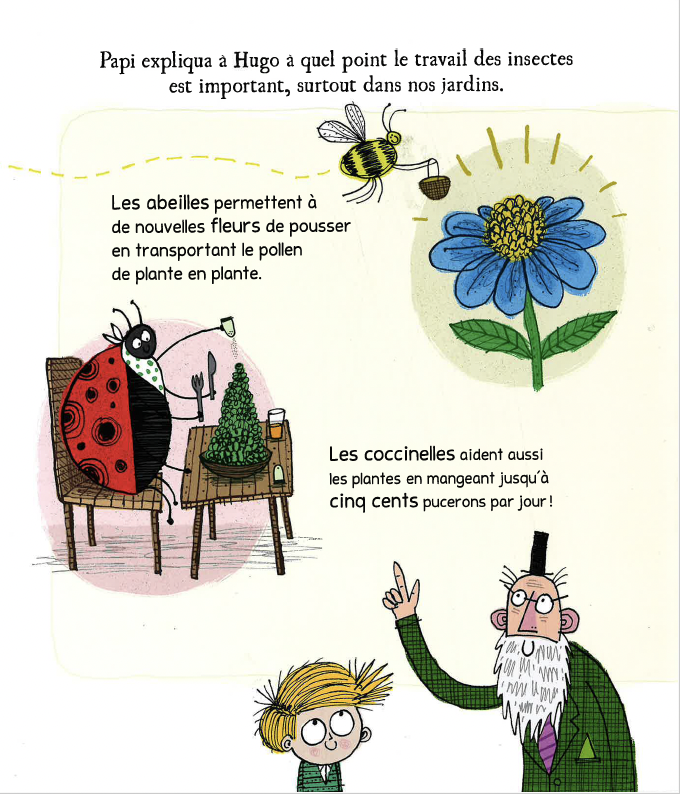 Papi expliqua à Hugo à quel point le travail des insectes
est important, surtout dans nos jardins.
Les abeilles permettent à
de nouvelles fleurs de pousser
en transportant le pollen
de plante en plante.
Les coccinelles aident aussi
les plantes en mangeant jusqu'à
cinq cents pucerons par jour !